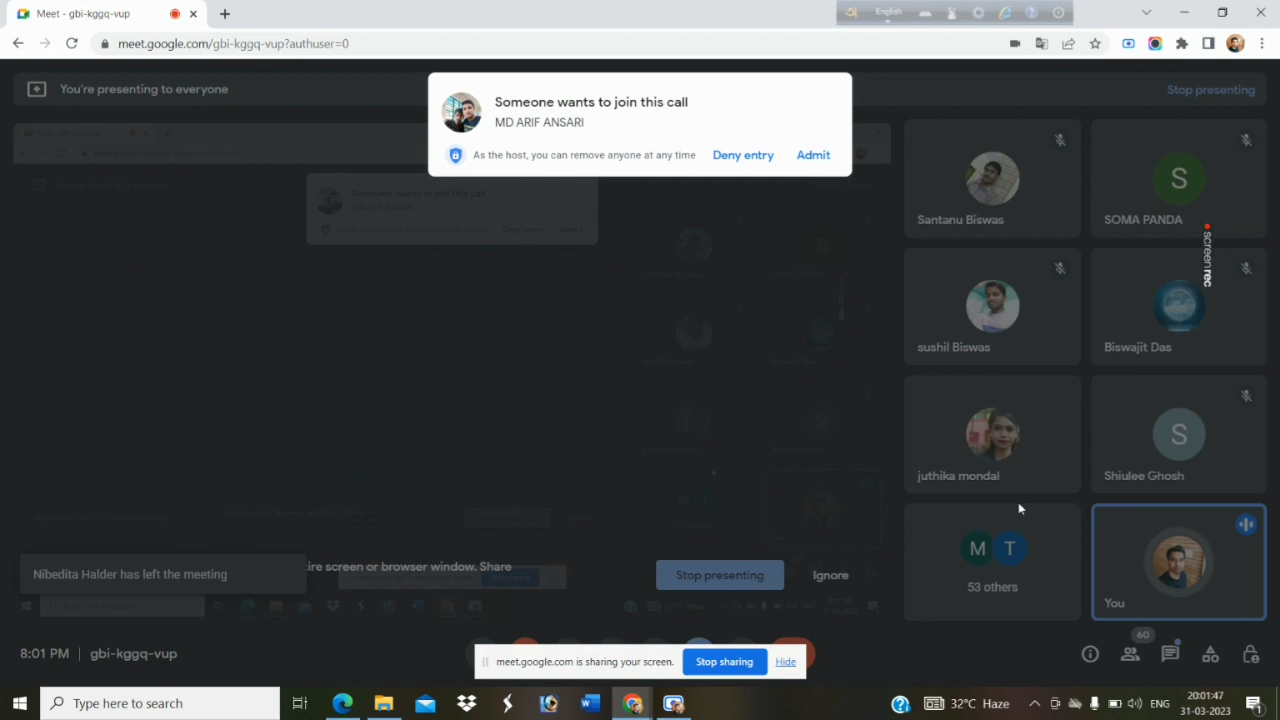 Meet - gbi-kggq-vup
English
meet.google.com/gbi-kggq-vup?authuser=0
You're presenting to everyone
Stop presenting
Someone wants to join this call
MD ARIF ANSARI
As the host, you can remove anyone at any time
Deny entry
Admit
Santanu Biswas
SOMA PANDA
S
screenrec
sushil Biswas
Biswajit Das
juthika mondal
Shiulee Ghosh
S
M
T
53 others
You
Nibedita Halder has left the meeting
ire screen or browser window. Share
Stop presenting
Ignore
8:01 PM
gbi-kggq-vup
meet.google.com is sharing your screen.
Stop sharing
Hide
60
Type here to search
32°C Haze
ENG
20:01:47
31-03-2023
1